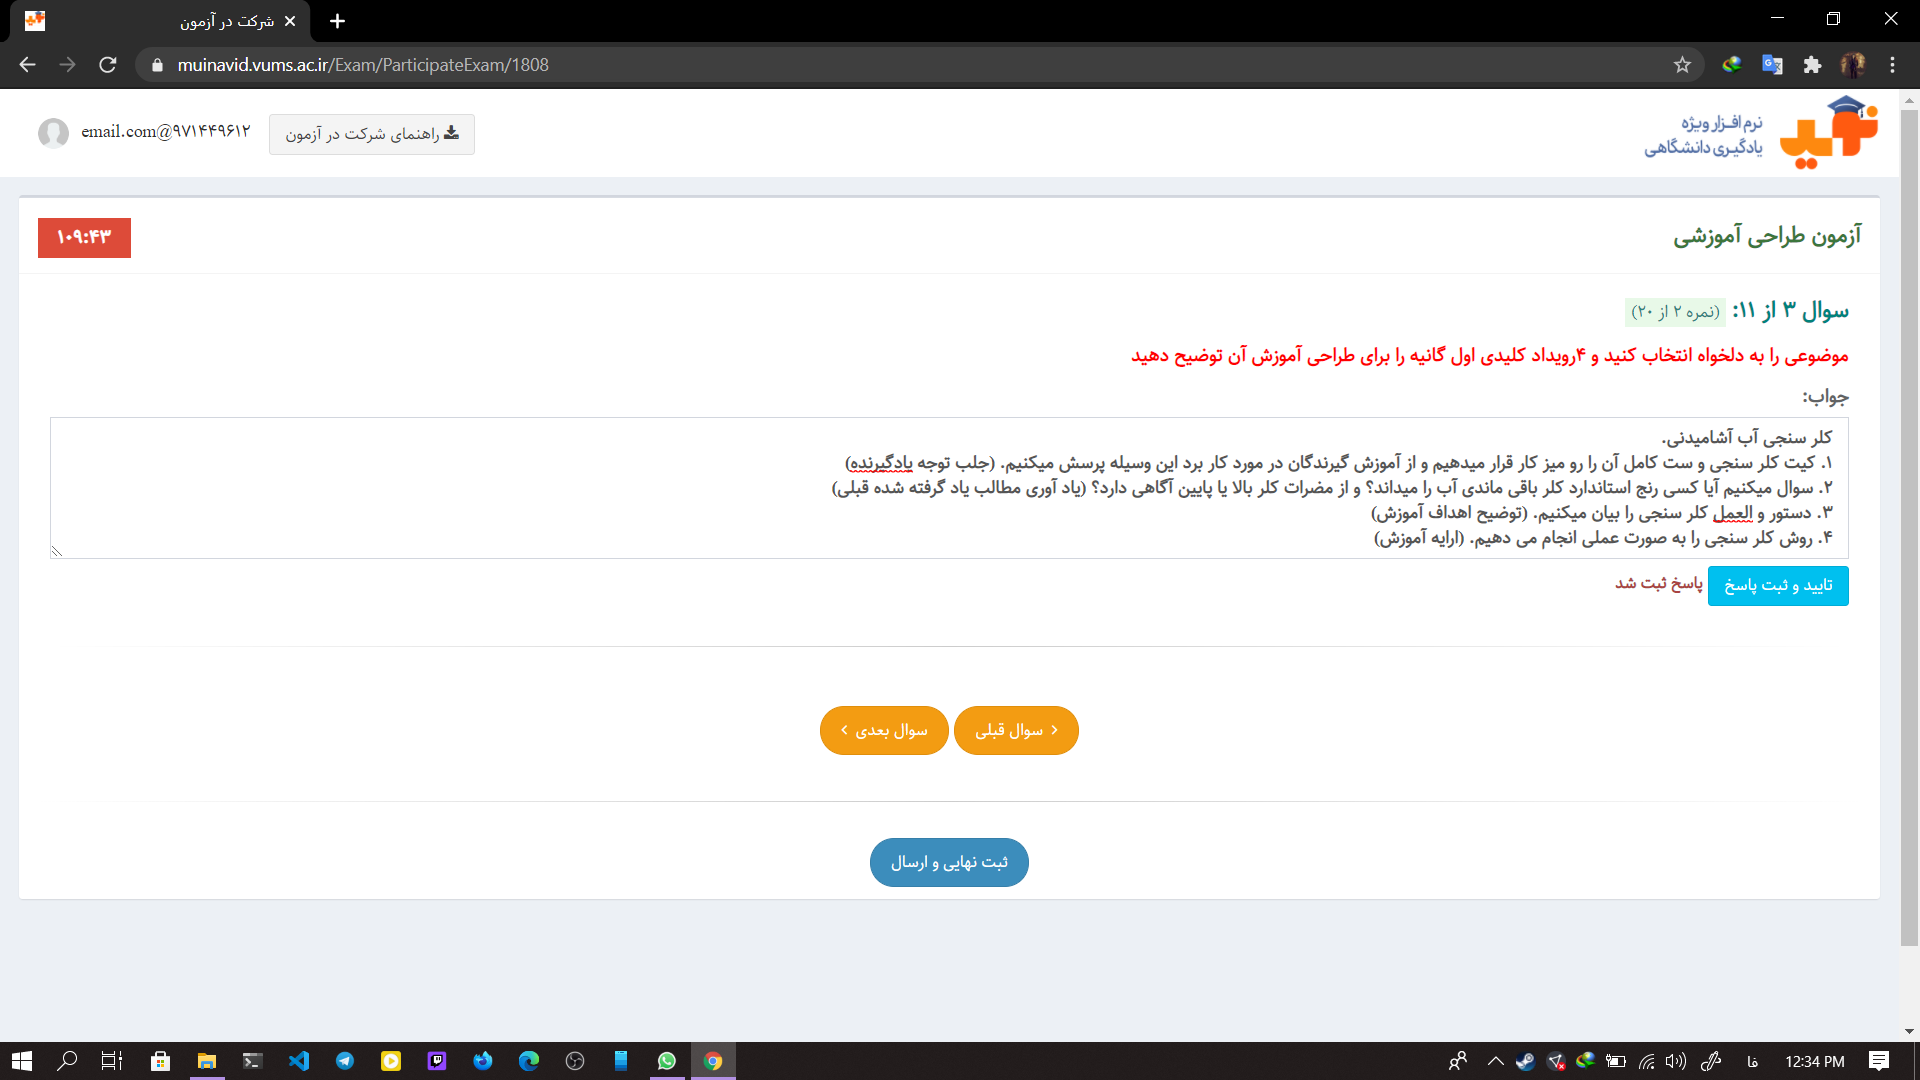 شرکت در آزمون
muinavid.vums.ac.ir/Exam/ParticipateExam/1808
نرم افزار ویژه
یادگیری دانشگاهی
نوید
راهنمای شرکت در آزمون
email.com@۹۷۱۴۴۹۶۱۲
آزمون طراحی آموزشی
۱۰۹:۴۳
سوال ۳ از ۱۱: (نمره ۲ از ۲۰)
موضوعی را به دلخواه انتخاب کنید و ۴رویداد کلیدی اول گانیه را برای طراحی آموزش آن توضیح دهید
جواب:
کلر سنجی آب آشامیدنی.
۱. کیت کلر سنجی و ست کامل آن را رو میز کار قرار میدهیم و از آموزش گیرندگان در مورد کار برد این وسیله پرسش میکنیم. (جلب توجه یادگیرنده)
۲. سوال میکنیم آیا کسی رنج استاندارد کلر باقی ماندی آب را میداند؟ و از مضرات کلر بالا یا پایین آگاهی دارد؟ (یاد آوری مطالب یاد گرفته شده قبلی)
۳. دستور و العمل کلر سنجی را بیان میکنیم. (توضیح اهداف آموزش)
۴. روش کلر سنجی را به صورت عملی انجام می دهیم. (ارایه آموزش)
تایید و ثبت پاسخ پاسخ ثبت شد
سوال قبلی سوال بعدی
ثبت نهایی و ارسال
فا 12:34 PM